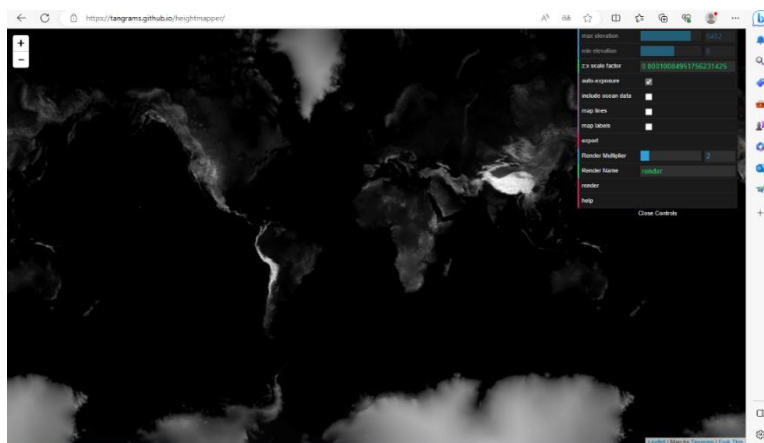 https://tangrams.github.io/heightmapper/
+
−
max elevation
min elevation
z:x scale factor
auto-exposure
include ocean data
map lines
map labels
export
Render Multiplier 2
Render Name render
render
help
Close Controls